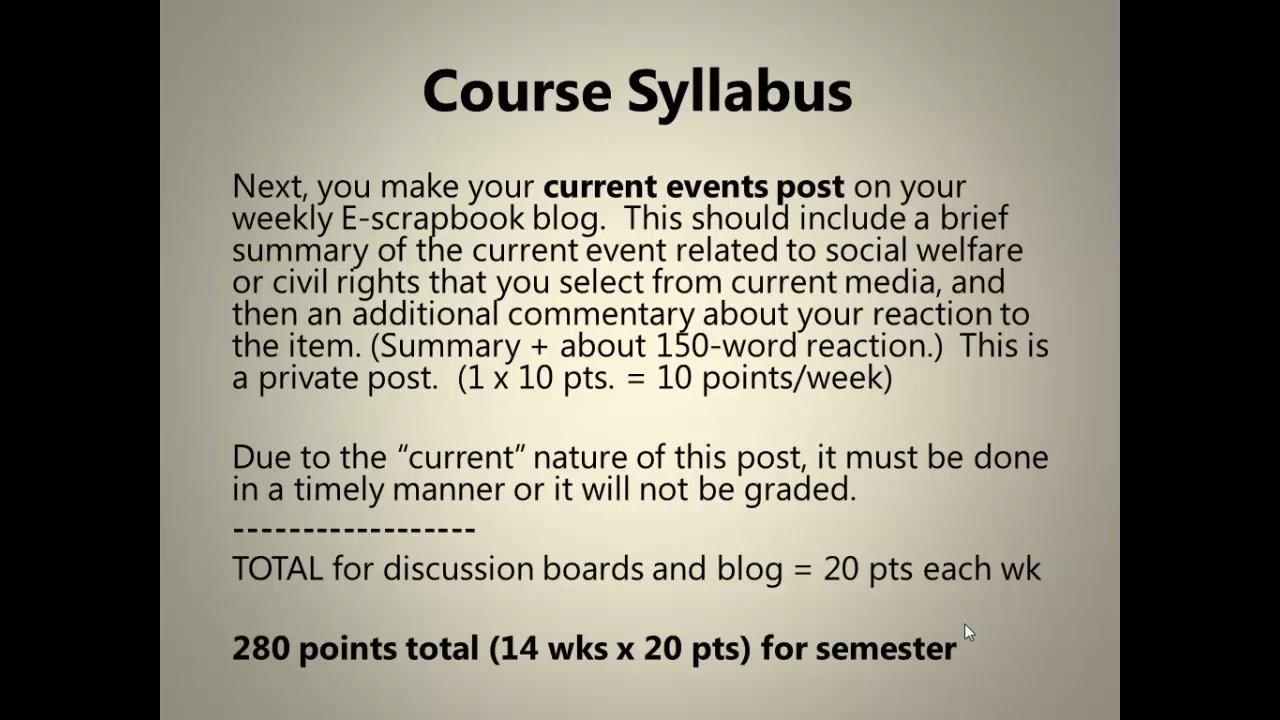 Course Syllabus
Next, you make your current events post on your
weekly E-scrapbook blog.  This should include a brief
summary of the current event related to social welfare
or civil rights that you select from current media, and
then an additional commentary about your reaction to
the item. (Summary + about 150-word reaction.)  This is
a private post.  (1 x 10 pts. = 10 points/week)
Due to the “current” nature of this post, it must be done
in a timely manner or it will not be graded.
------------------
TOTAL for discussion boards and blog = 20 pts each wk
280 points total (14 wks x 20 pts) for semester